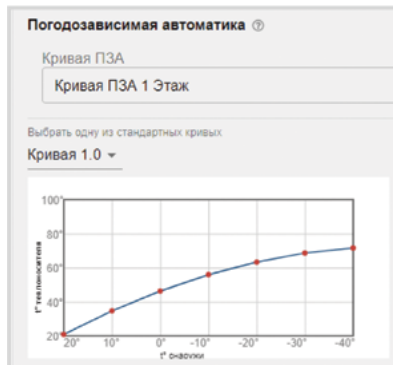 Погодозависимая автоматика ?
Кривая ПЗА
Кривая ПЗА 1 Этаж
Выбрать одну из стандартных кривых
Кривая 1.0
100°
80°
60°
40°
20°
t° теплоносителя
20° 10° 0° -10° -20° -30° -40°
t° снаружи